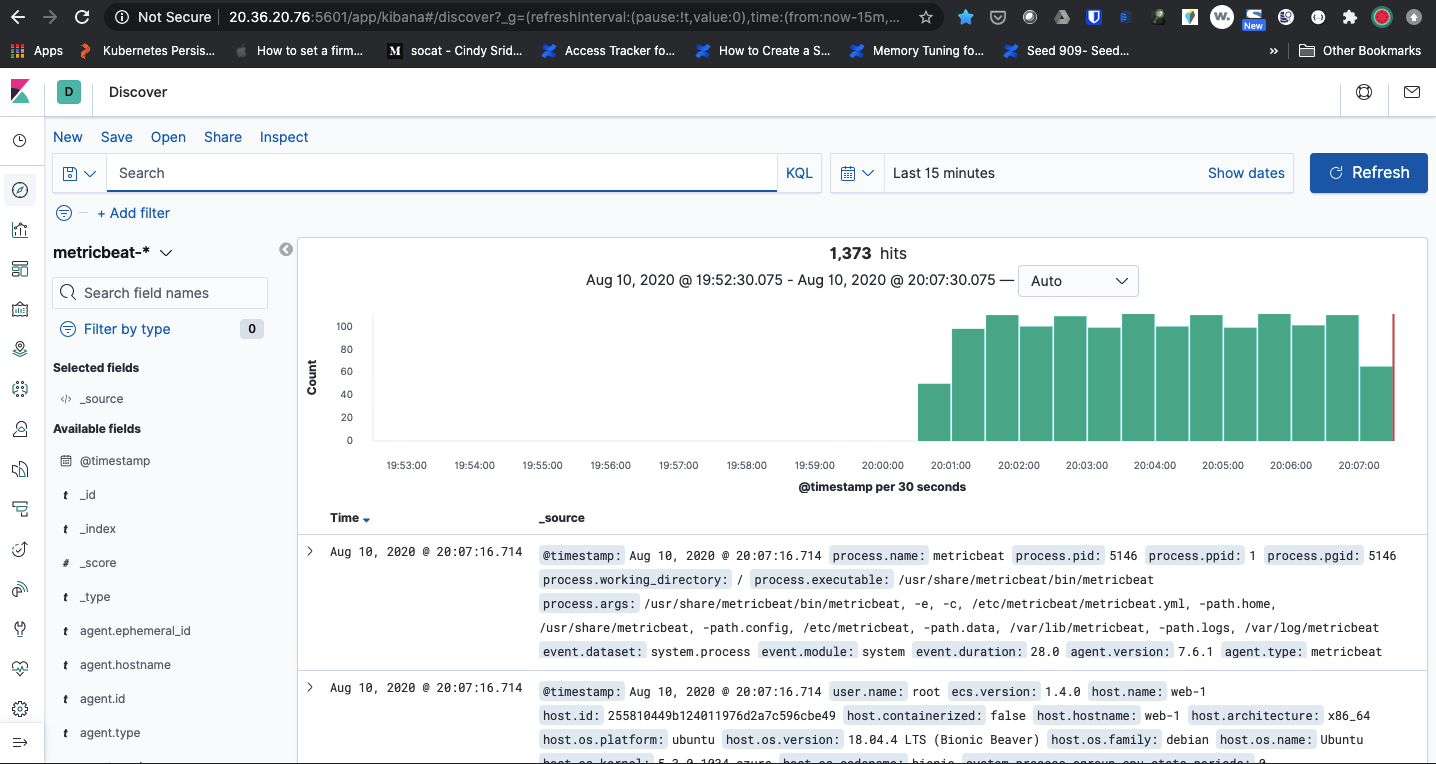 Not Secure 20.36.20.76:5601/app/kibana#/discover?_g=(refreshInterval:(pause:!t,value:0),time:(from:now-15m,...
w. New
Apps Kubernetes Persis... How to set a firm... M socat - Cindy Srid... Access Tracker fo... How to Create a S... Memory Tuning fo... Seed 909- Seed... » Other Bookmarks
D Discover
New Save Open Share Inspect
Search KQL Last 15 minutes Show dates Refresh
+ Add filter
metricbeat-*
Search field names
Filter by type 0
Selected fields
</> _source
Available fields
@timestamp
t _id
t _index
# _score
t _type
t agent.ephemeral_id
t agent.hostname
t agent.id
t agent.type
1,373 hits
Aug 10, 2020 @ 19:52:30.075 - Aug 10, 2020 @ 20:07:30.075 — Auto
Count
100
80
60
40
20
0
19:53:00 19:54:00 19:55:00 19:56:00 19:57:00 19:58:00 19:59:00 20:00:00 20:01:00 20:02:00 20:03:00 20:04:00 20:05:00 20:06:00 20:07:00
@timestamp per 30 seconds
Time _source
Aug 10, 2020 @ 20:07:16.714
@timestamp: Aug 10, 2020 @ 20:07:16.714 process.name: metricbeat process.pid: 5146 process.ppid: 1 process.pgid: 5146
process.working_directory: / process.executable: /usr/share/metricbeat/bin/metricbeat
process.args: /usr/share/metricbeat/bin/metricbeat, -e, -c, /etc/metricbeat/metricbeat.yml, -path.home,
/usr/share/metricbeat, -path.config, /etc/metricbeat, -path.data, /var/lib/metricbeat, -path.logs, /var/log/metricbeat
event.dataset: system.process event.module: system event.duration: 28.0 agent.version: 7.6.1 agent.type: metricbeat
Aug 10, 2020 @ 20:07:16.714
@timestamp: Aug 10, 2020 @ 20:07:16.714 user.name: root ecs.version: 1.4.0 host.name: web-1
host.id: 255810449b124011976d2a7c596cbe49 host.containerized: false host.hostname: web-1 host.architecture: x86_64
host.os.platform: ubuntu host.os.version: 18.04.4 LTS (Bionic Beaver) host.os.family: debian host.os.name: Ubuntu